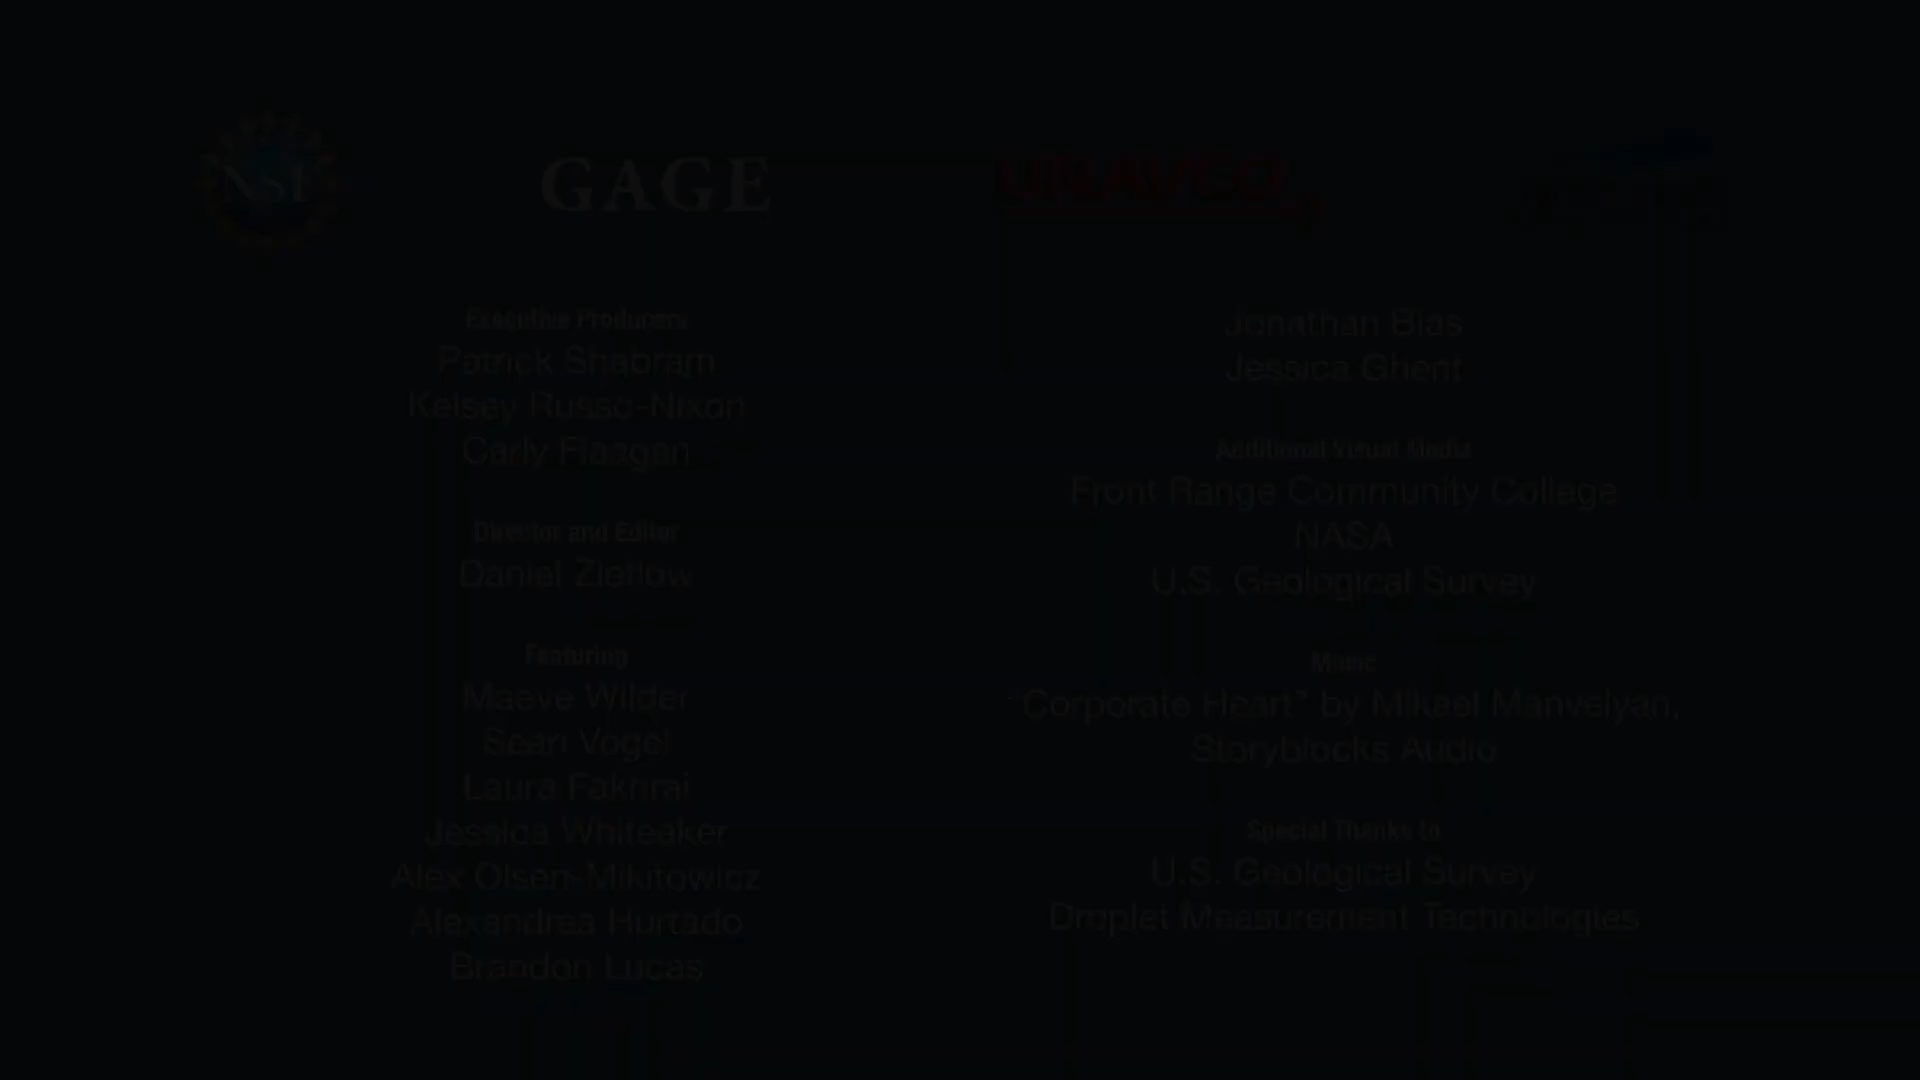 NSF
GAGE
UNAVCO
Executive Producers
Patrick Shabram
Kelsey Russo-Nixon
Carly Flaagan
Director and Editor
Daniel Zietlow
Featuring
Maeve Wilder
Sean Vogel
Laura Fakhrai
Jessica Whiteaker
Alex Olsen-Mikitowicz
Alexandrea Hurtado
Brandon Lucas
Jonathan Blas
Jessica Ghent
Additional Visual Media
Front Range Community College
NASA
U.S. Geological Survey
Music
"Corporate Heart" by Mikael Manvelyan,
Storyblocks Audio
Special Thanks to
U.S. Geological Survey
Droplet Measurement Technologies